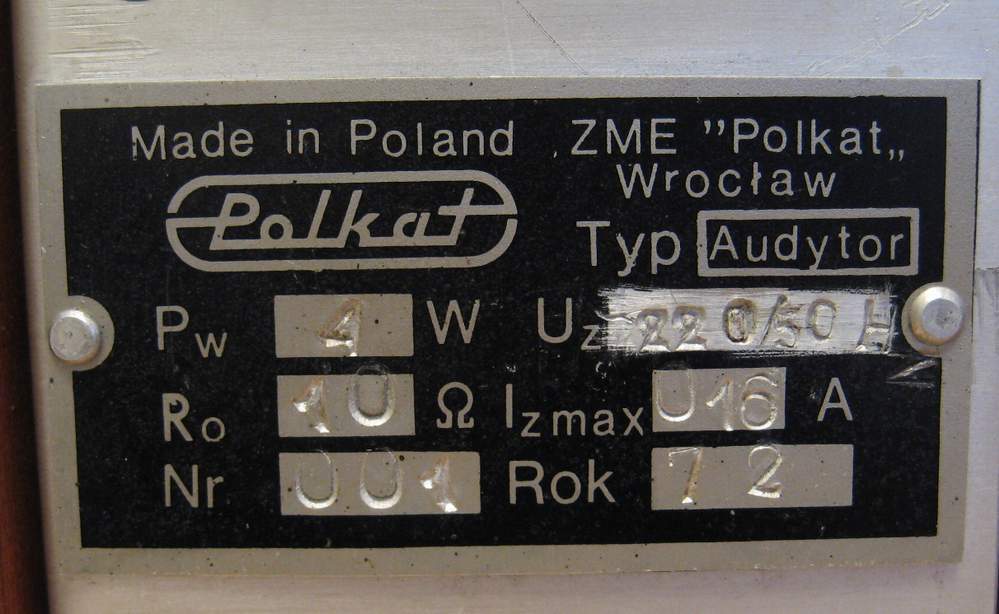 Made in Poland
ZME "Polkat„
Wrocław
Polkat
Typ Audytor
Pw 4 W Uz 220/50 H
Ro 10 Ω Izmax 016 A
Nr 001 Rok 72